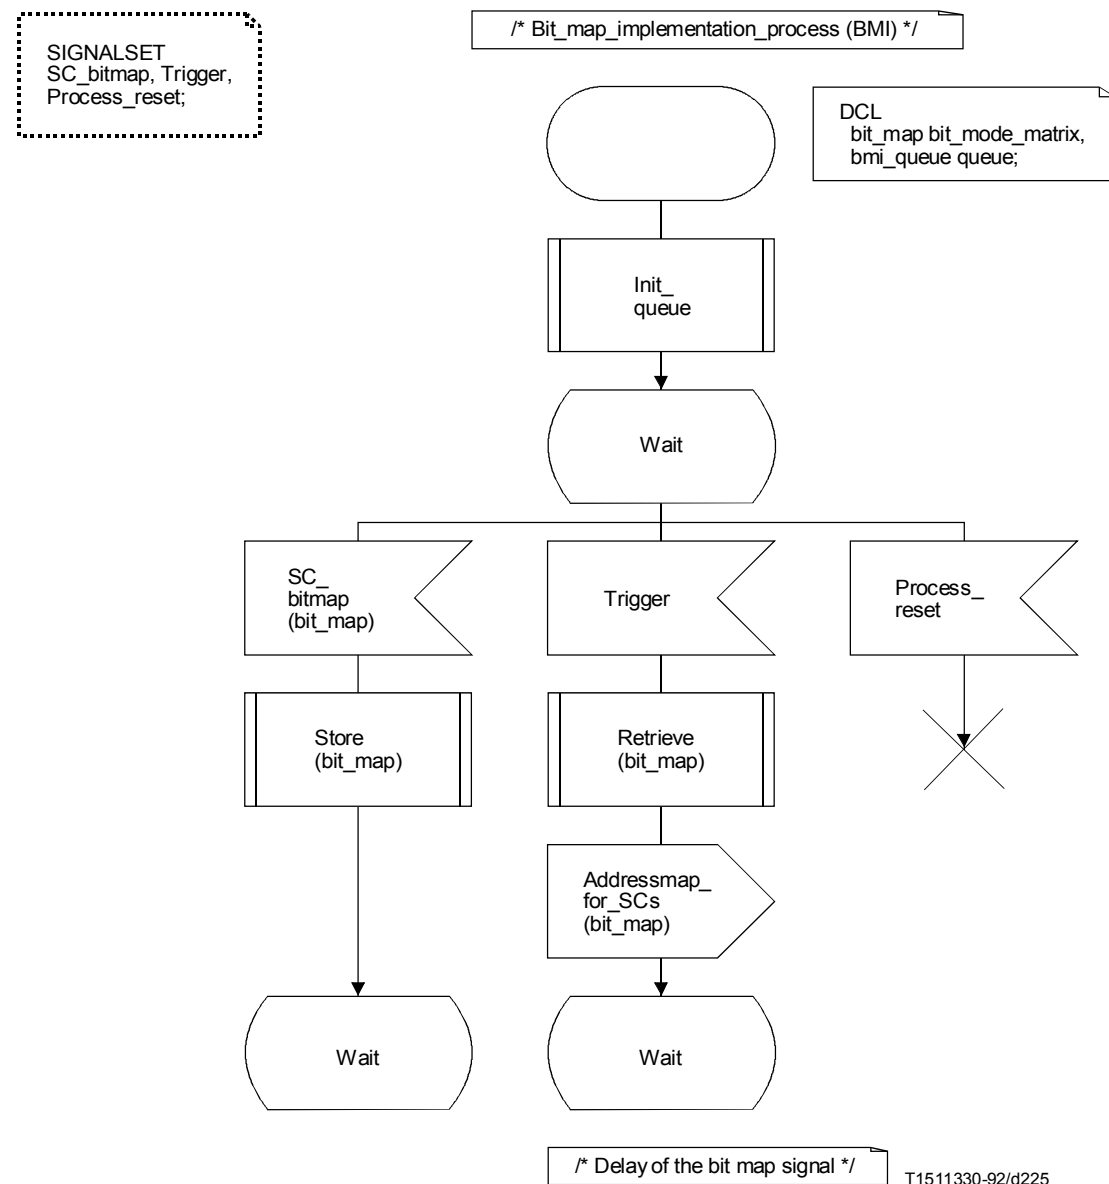 /* Bit_map_implementation_process (BMI) */
SIGNALSET
SC_bitmap, Trigger,
Process_reset;
DCL
bit_map bit_mode_matrix,
bmi_queue queue;
Init_
queue
Wait
SC_
bitmap
(bit_map)
Trigger
Process_
reset
Store
(bit_map)
Retrieve
(bit_map)
Addressmap_
for_SCs
(bit_map)
Wait
Wait
/* Delay of the bit map signal */
T1511330-92/d225